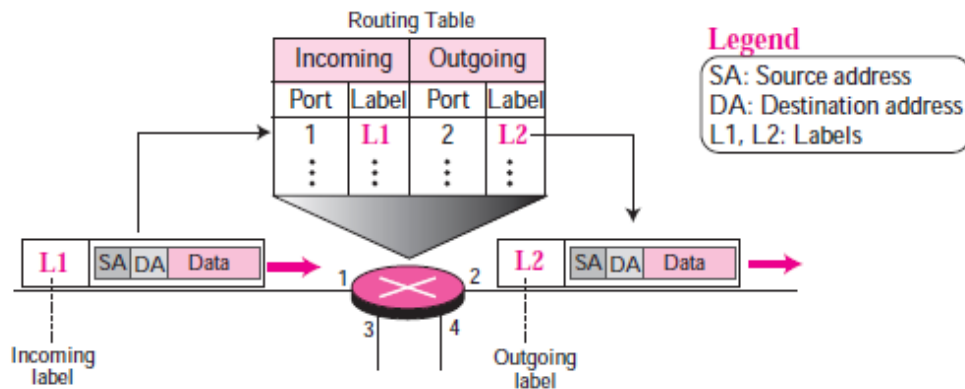 Routing Table
Incoming Outgoing
Port Label Port Label
1 L1 2 L2
Legend
SA: Source address
DA: Destination address
L1, L2: Labels
L1 SA DA Data
1 2
3 4
L2 SA DA Data
Incoming
label
Outgoing
label